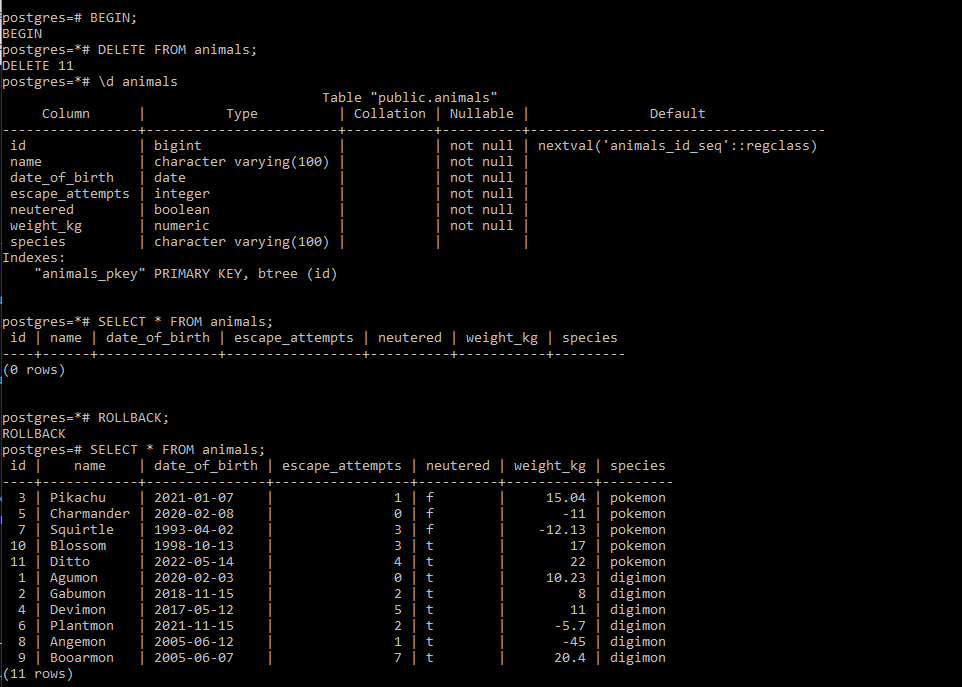 postgres=# BEGIN;
BEGIN
postgres=*# DELETE FROM animals;
DELETE 11
postgres=*# \d animals
                                        Table "public.animals"
     Column      |          Type          | Collation | Nullable |               Default
-----------------+------------------------+-----------+----------+-------------------------------------
 id              | bigint                 |           | not null | nextval('animals_id_seq'::regclass)
 name            | character varying(100) |           | not null |
 date_of_birth   | date                   |           | not null |
 escape_attempts | integer                |           | not null |
 neutered        | boolean                |           | not null |
 weight_kg       | numeric                |           | not null |
 species         | character varying(100) |           |          |
Indexes:
    "animals_pkey" PRIMARY KEY, btree (id)
postgres=*# SELECT * FROM animals;
 id | name | date_of_birth | escape_attempts | neutered | weight_kg | species
----+------+---------------+-----------------+----------+-----------+---------
(0 rows)
postgres=*# ROLLBACK;
ROLLBACK
postgres=# SELECT * FROM animals;
 id |    name    | date_of_birth | escape_attempts | neutered | weight_kg | species
----+------------+---------------+-----------------+----------+-----------+---------
  3 | Pikachu    | 2021-01-07    |               1 | f        |     15.04 | pokemon
  5 | Charmander | 2020-02-08    |               0 | f        |       -11 | pokemon
  7 | Squirtle   | 1993-04-02    |               3 | f        |    -12.13 | pokemon
 10 | Blossom    | 1998-10-13    |               3 | t        |        17 | pokemon
 11 | Ditto      | 2022-05-14    |               4 | t        |        22 | pokemon
  1 | Agumon     | 2020-02-03    |               0 | t        |     10.23 | digimon
  2 | Gabumon    | 2018-11-15    |               2 | t        |         8 | digimon
  4 | Devimon    | 2017-05-12    |               5 | t        |        11 | digimon
  6 | Plantmon   | 2021-11-15    |               2 | t        |      -5.7 | digimon
  8 | Angemon    | 2005-06-12    |               1 | t        |       -45 | digimon
  9 | Booarmon   | 2005-06-07    |               7 | t        |      20.4 | digimon
(11 rows)